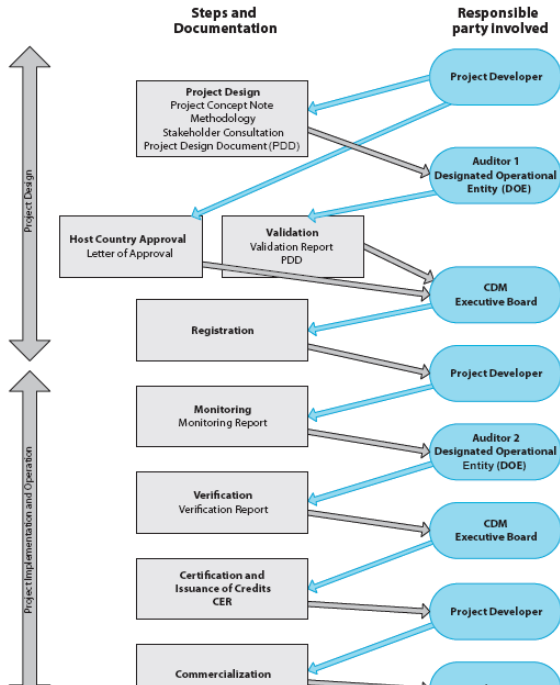 Steps and
Documentation
Responsible
party involved
Project Developer
Project Design
Project Concept Note
Methodology
Stakeholder Consultation
Project Design Document (PDD)
Auditor 1
Designated Operational
Entity (DOE)
Project Design
Host Country Approval
Letter of Approval
Validation
Validation Report
PDD
CDM
Executive Board
Registration
Project Developer
Monitoring
Monitoring Report
Auditor 2
Designated Operational
Entity (DOE)
Project Implementation and Operation
Verification
Verification Report
CDM
Executive Board
Certification and
Issuance of Credits
CER
Project Developer
Commercialization